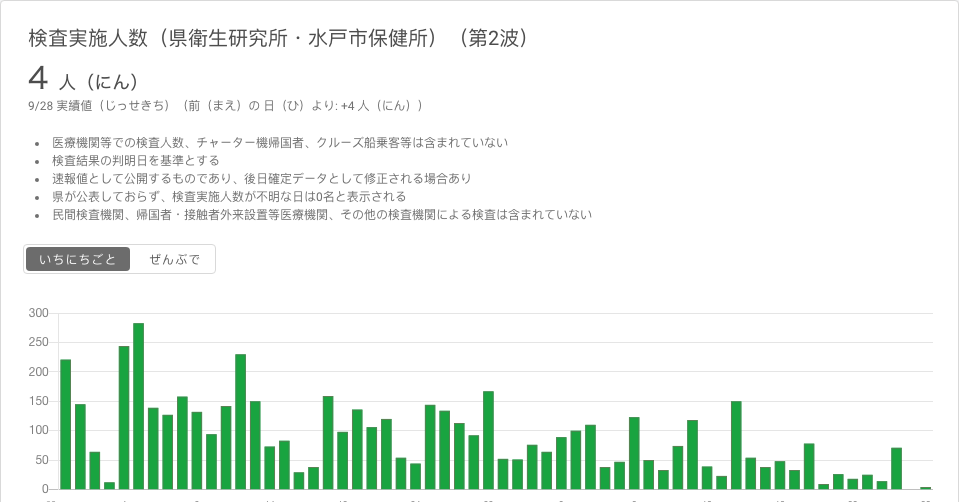 検査実施人数（県衛生研究所・水戸市保健所）（第2波）
4 人（にん）
9/28 実績値（じっせきち）（前（まえ）の 日（ひ）より: +4 人（にん））
• 医療機関等での検査人数、チャーター機帰国者、クルーズ船乗客等は含まれていない
• 検査結果の判明日を基準とする
• 速報値として公開するものであり、後日確定データとして修正される場合あり
• 県が公表しておらず、検査実施人数が不明な日は0名と表示される
• 民間検査機関、帰国者・接触者外来設置等医療機関、その他の検査機関による検査は含まれていない
いちにちごと ぜんぶで
300
250
200
150
100
50
0